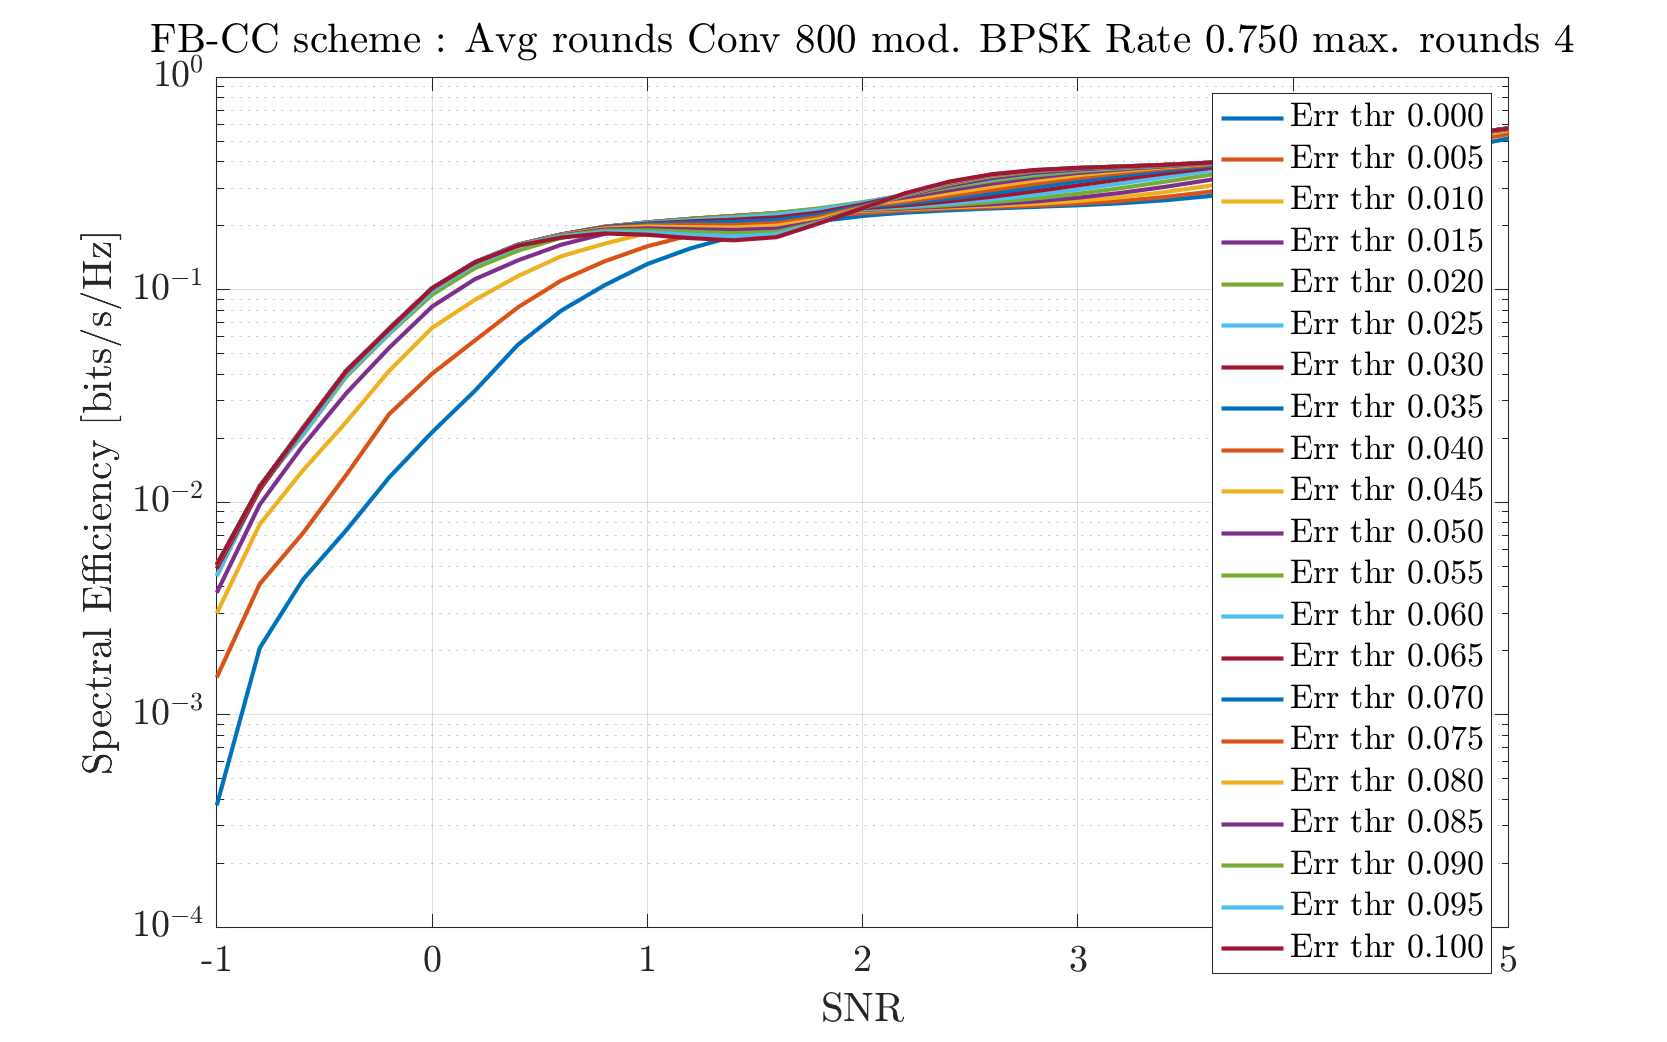 FB-CC scheme : Avg rounds Conv 800 mod. BPSK Rate 0.750 max. rounds 4
10^0
10^-1
10^-2
10^-3
10^-4
Spectral Efficiency [bits/s/Hz]
Err thr 0.000
Err thr 0.005
Err thr 0.010
Err thr 0.015
Err thr 0.020
Err thr 0.025
Err thr 0.030
Err thr 0.035
Err thr 0.040
Err thr 0.045
Err thr 0.050
Err thr 0.055
Err thr 0.060
Err thr 0.065
Err thr 0.070
Err thr 0.075
Err thr 0.080
Err thr 0.085
Err thr 0.090
Err thr 0.095
Err thr 0.100
-1 0 1 2 3 5
SNR